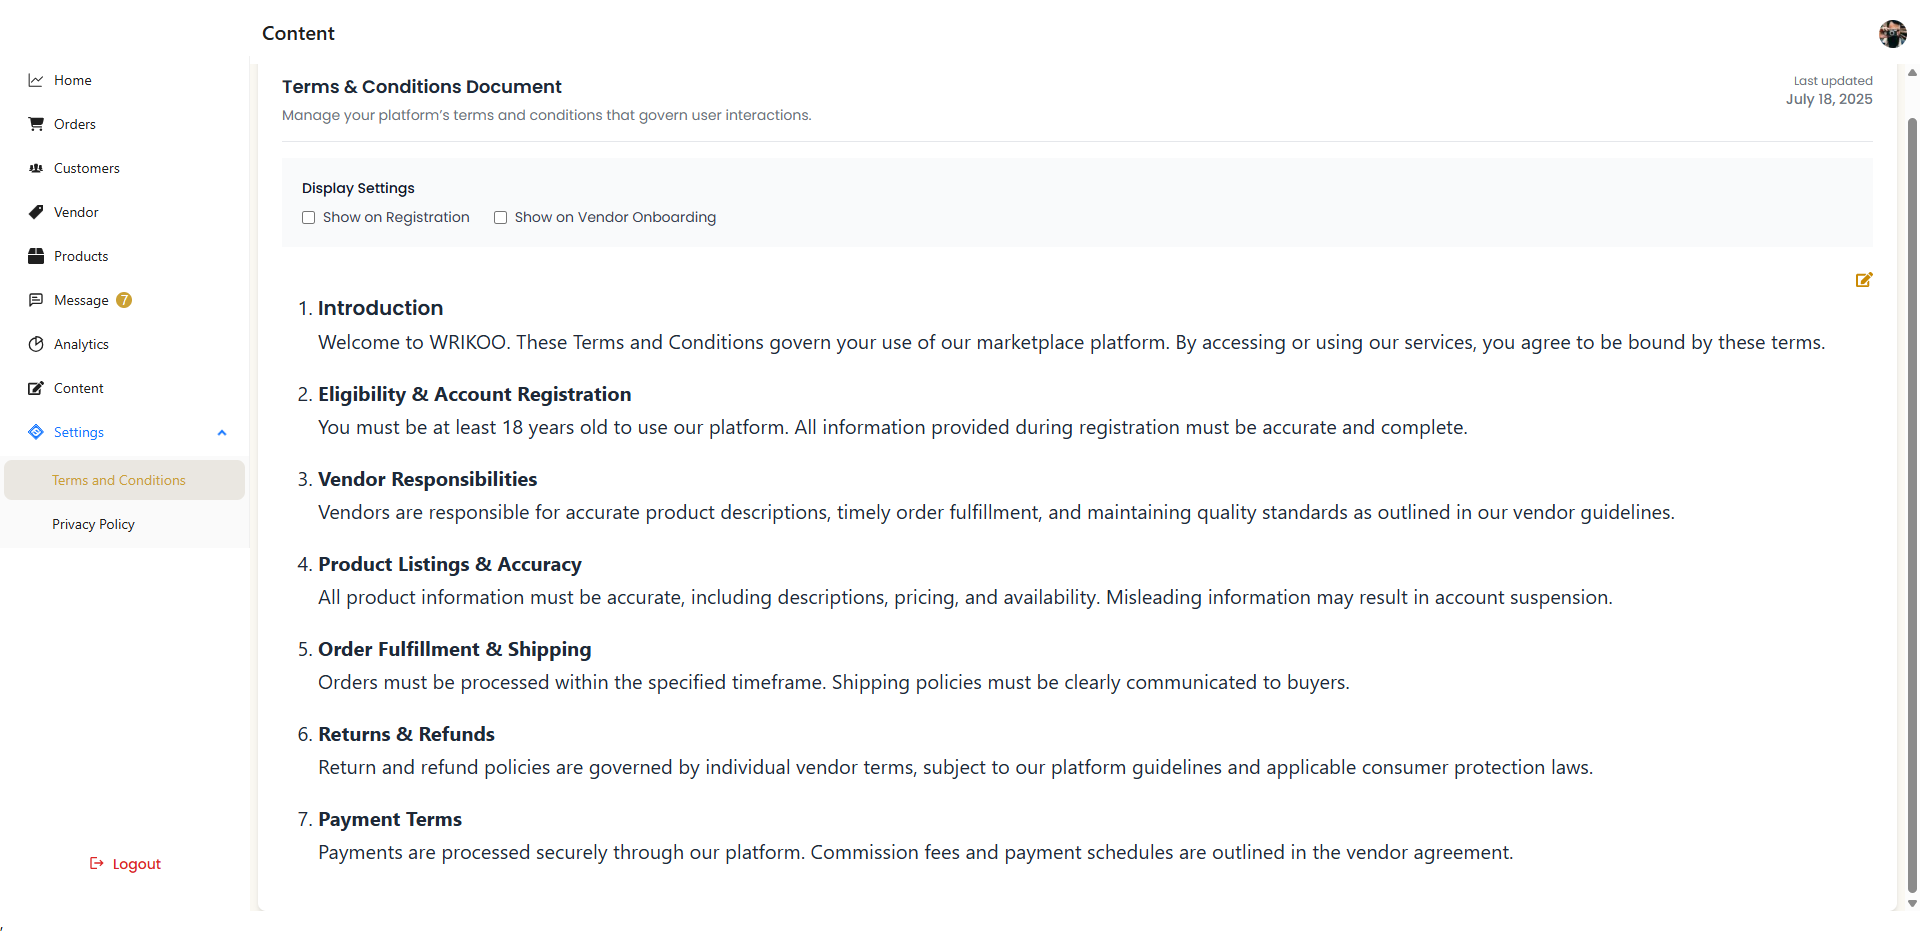 Content
Home
Orders
Customers
Vendor
Products
Message 7
Analytics
Content
Settings
Terms and Conditions
Privacy Policy
Logout
Terms & Conditions Document
Manage your platform's terms and conditions that govern user interactions.
Last updated
July 18, 2025
Display Settings
Show on Registration
Show on Vendor Onboarding
1. Introduction
Welcome to WRIKOO. These Terms and Conditions govern your use of our marketplace platform. By accessing or using our services, you agree to be bound by these terms.
2. Eligibility & Account Registration
You must be at least 18 years old to use our platform. All information provided during registration must be accurate and complete.
3. Vendor Responsibilities
Vendors are responsible for accurate product descriptions, timely order fulfillment, and maintaining quality standards as outlined in our vendor guidelines.
4. Product Listings & Accuracy
All product information must be accurate, including descriptions, pricing, and availability. Misleading information may result in account suspension.
5. Order Fulfillment & Shipping
Orders must be processed within the specified timeframe. Shipping policies must be clearly communicated to buyers.
6. Returns & Refunds
Return and refund policies are governed by individual vendor terms, subject to our platform guidelines and applicable consumer protection laws.
7. Payment Terms
Payments are processed securely through our platform. Commission fees and payment schedules are outlined in the vendor agreement.
,